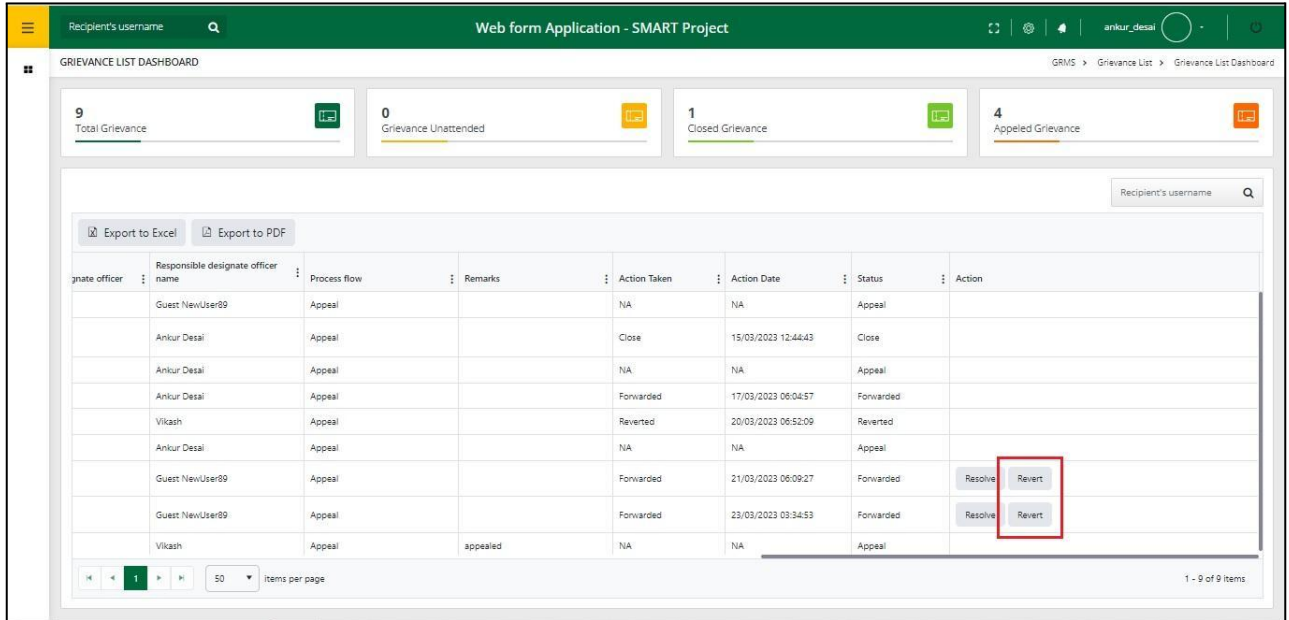 Recipient's username
Web form Application - SMART Project
ankur_desai
GRIEVANCE LIST DASHBOARD
GRMS > Grievance List > Grievance List Dashboard
9
Total Grievance
0
Grievance Unattended
1
Closed Grievance
4
Appeled Grievance
Recipient's username
Export to Excel Export to PDF
gnate officer Responsible designate officer name Process flow Remarks Action Taken Action Date Status Action
Guest NewUser89 Appeal NA NA Appeal
Ankur Desai Appeal Close 15/03/2023 12:44:43 Close
Ankur Desai Appeal NA NA Appeal
Ankur Desai Appeal Forwarded 17/03/2023 06:04:57 Forwarded
Vikash Appeal Reverted 20/03/2023 06:52:09 Reverted
Ankur Desai Appeal NA NA Appeal
Guest NewUser89 Appeal Forwarded 21/03/2023 06:09:27 Forwarded Resolve Revert
Guest NewUser89 Appeal Forwarded 23/03/2023 03:34:53 Forwarded Resolve Revert
Vikash Appeal appealed NA NA Appeal
1 50 items per page 1 - 9 of 9 items